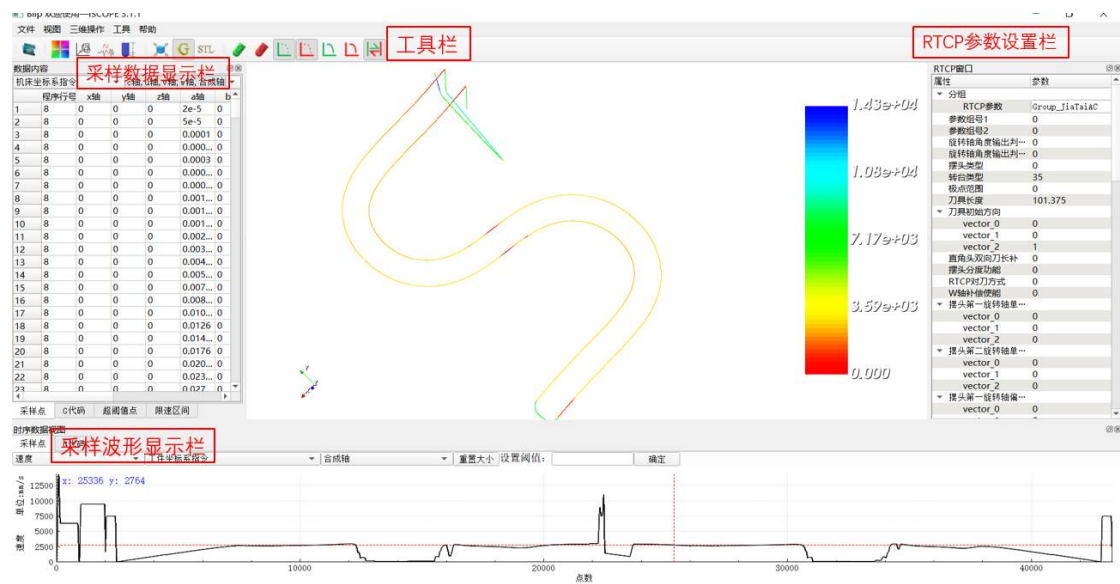 iScope 3.1.1
文件 视图 三维操作 工具 帮助
G STL
工具栏
RTCP参数设置栏
数据内容
采样数据显示栏
机床坐标系指令
程序行号 x轴 y轴 z轴 a轴 b
1 8 0 0 0 2e-5 0
2 8 0 0 0 5e-5 0
3 8 0 0 0 0.0001 0
4 8 0 0 0 0.000... 0
5 8 0 0 0 0.0003 0
6 8 0 0 0 0.000... 0
7 8 0 0 0 0.000... 0
8 8 0 0 0 0.001... 0
9 8 0 0 0 0.001... 0
10 8 0 0 0 0.001... 0
11 8 0 0 0 0.002... 0
12 8 0 0 0 0.003... 0
13 8 0 0 0 0.004... 0
14 8 0 0 0 0.005... 0
15 8 0 0 0 0.007... 0
16 8 0 0 0 0.008... 0
17 8 0 0 0 0.010... 0
18 8 0 0 0 0.0126 0
19 8 0 0 0 0.014... 0
20 8 0 0 0 0.0176 0
21 8 0 0 0 0.020... 0
22 8 0 0 0 0.023... 0
23 8 0 0 0 0.027 0
采样点 G代码 超阈值点 限速区间
1.43e+04
1.08e+04
7.17e+03
3.59e+03
0.000
RTCP窗口
属性 参数
分组
RTCP参数 Group_JiaTaiAC
参数组号1 0
参数组号2 0
旋转轴角度输出判… 0
旋转轴角度输出判… 0
摆头类型 0
转台类型 35
极点范围 0
刀具长度 101.375
刀具初始方向
vector_0 0
vector_1 0
vector_2 1
直角头双向刀长补 0
摆头分度功能 0
RTCP对刀方式 0
W轴补偿使能 0
摆头第一旋转轴单…
vector_0 0
vector_1 0
vector_2 0
摆头第二旋转轴单…
vector_0 0
vector_1 0
vector_2 0
摆头第一旋转轴偏…
vector_0 0
时序数据视图
采样点
采样波形显示栏
速度 工件坐标系指令 合成轴 重置大小 设置阈值: 确定
x: 25336 y: 2764
速度 单位:mm/s
12500
10000
7500
5000
2500
0
0 10000 20000 30000 40000
点数